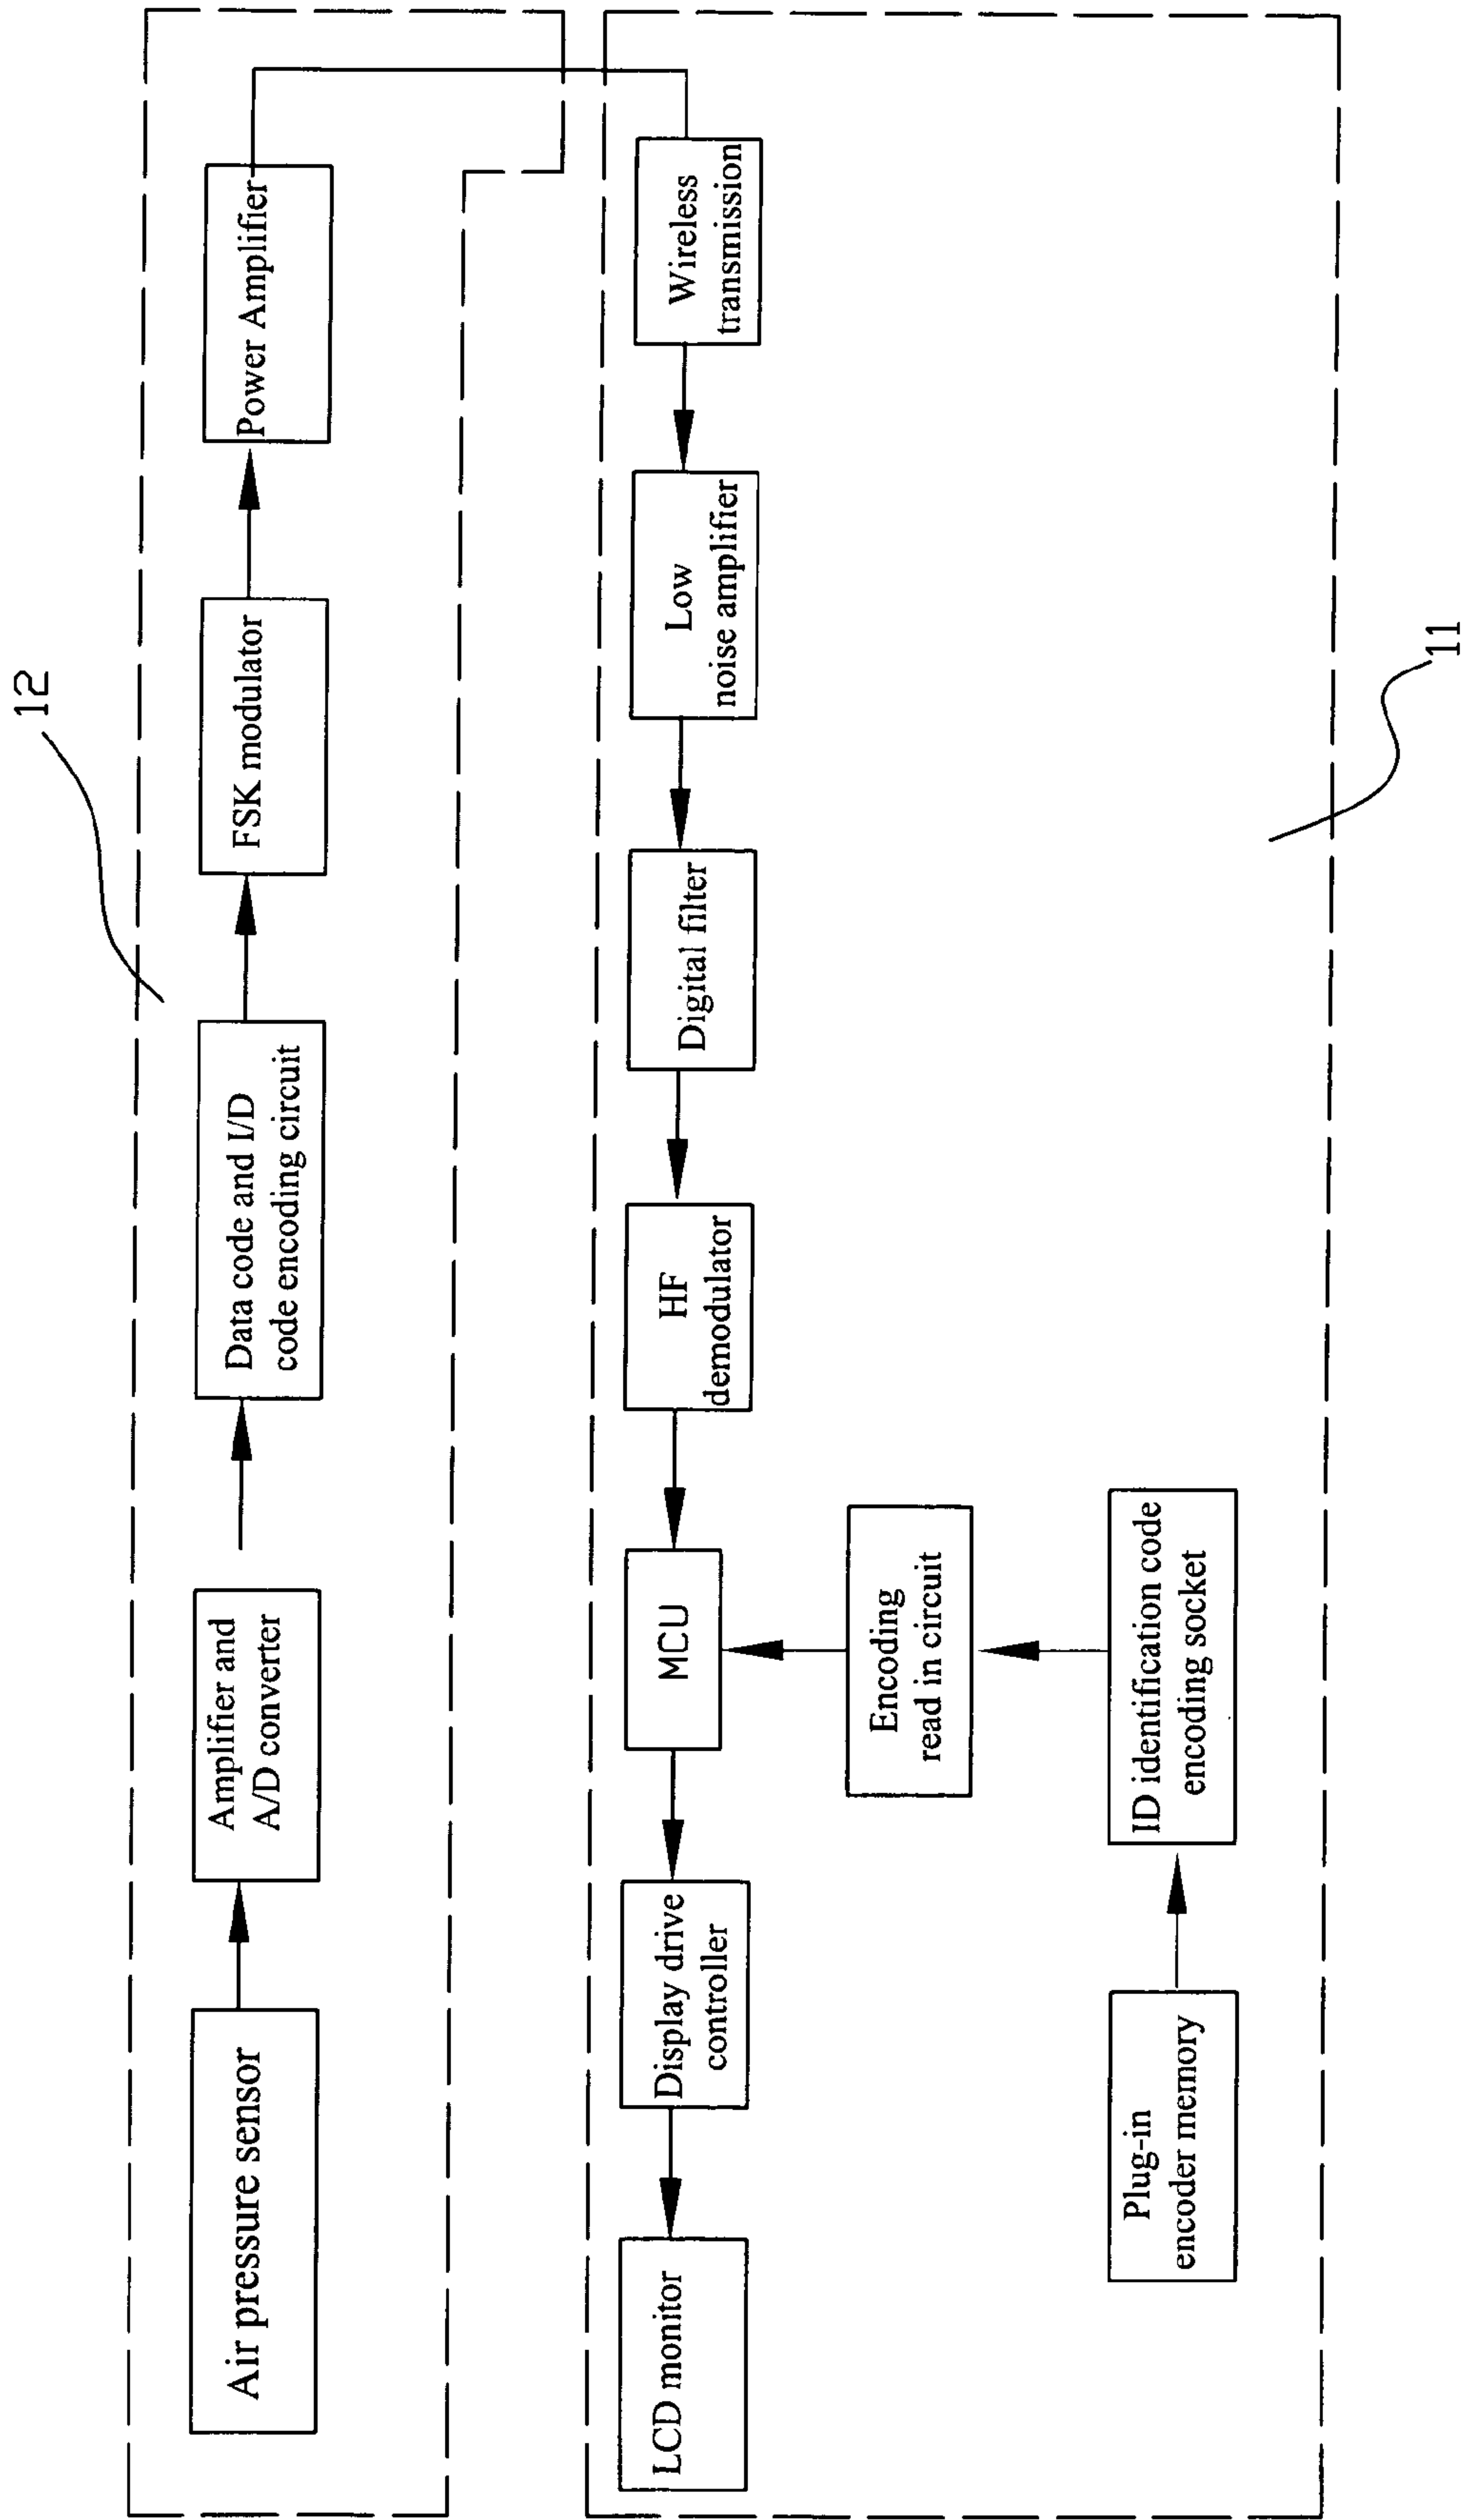 12
Air pressure sensor
Amplifier and
A/D converter
Data code and I/D
code encoding circuit
FSK modulator
Power Amplifier
LCD monitor
Display drive
controller
MCU
HF
demodulator
Digital filter
Low
noise amplifier
Wireless
transmission
Encoding
read in circuit
Plug-in
encoder memory
ID identification code
encoding socket
11